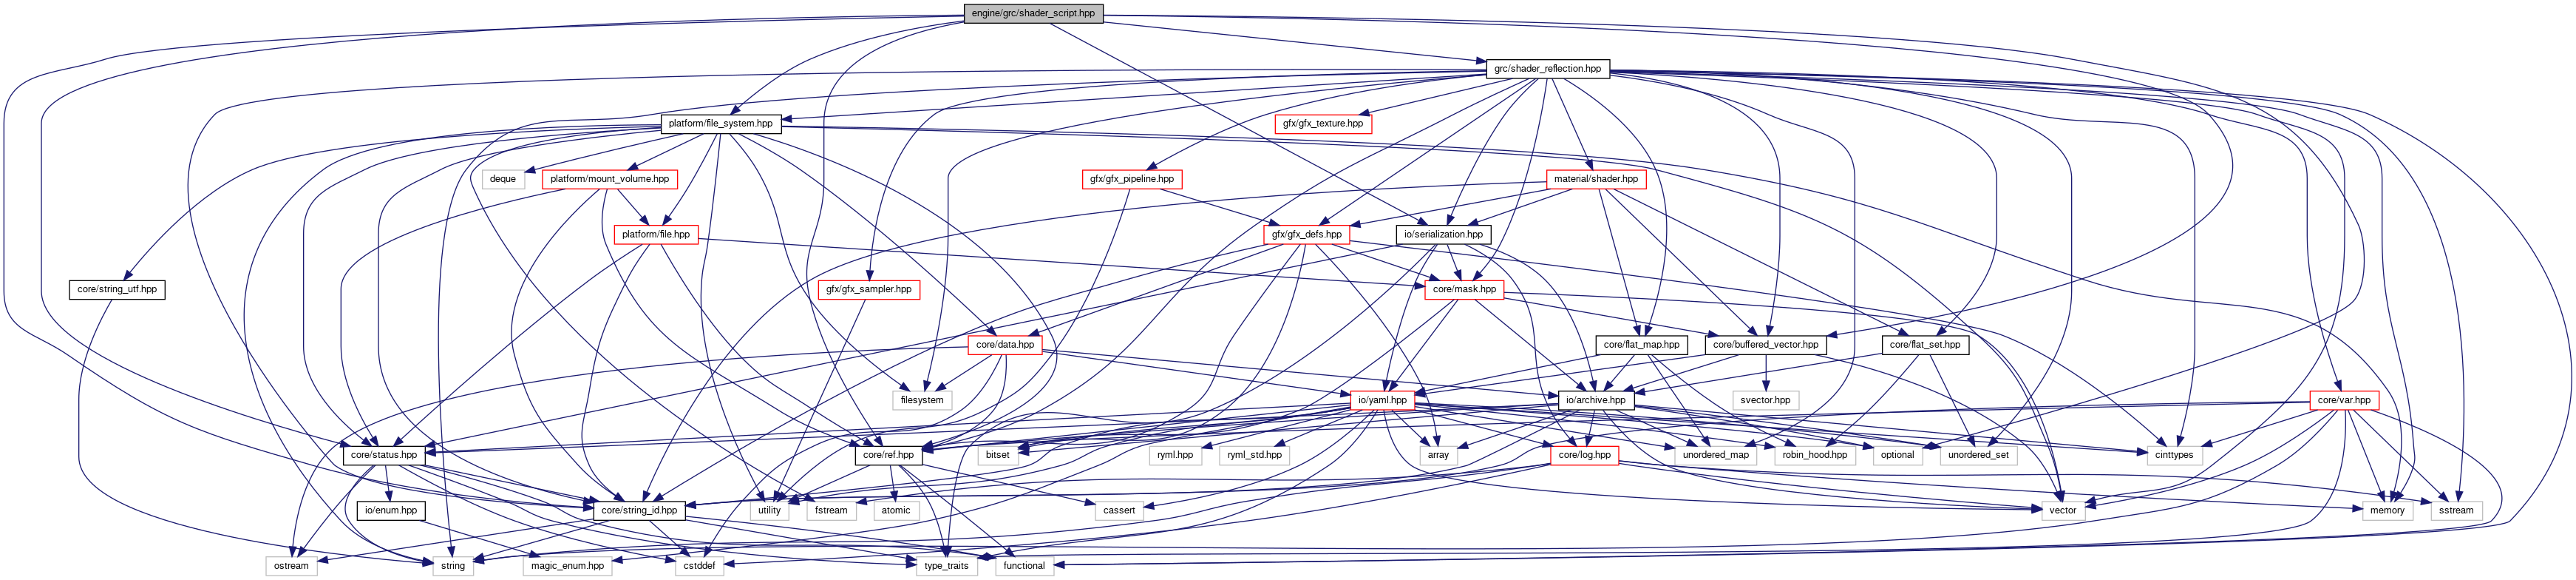 engine/grc/shader_script.hpp
grc/shader_reflection.hpp
platform/file_system.hpp
gfx/gfx_texture.hpp
deque
platform/mount_volume.hpp
gfx/gfx_pipeline.hpp
material/shader.hpp
platform/file.hpp
gfx/gfx_defs.hpp
io/serialization.hpp
core/string_utf.hpp
gfx/gfx_sampler.hpp
core/mask.hpp
core/data.hpp
core/flat_map.hpp
core/buffered_vector.hpp
core/flat_set.hpp
filesystem
io/yaml.hpp
io/archive.hpp
svector.hpp
core/var.hpp
core/status.hpp
core/ref.hpp
bitset
ryml.hpp
ryml_std.hpp
array
core/log.hpp
unordered_map
robin_hood.hpp
optional
unordered_set
cinttypes
io/enum.hpp
core/string_id.hpp
utility
fstream
atomic
cassert
vector
memory
sstream
ostream
string
magic_enum.hpp
cstddef
type_traits
functional